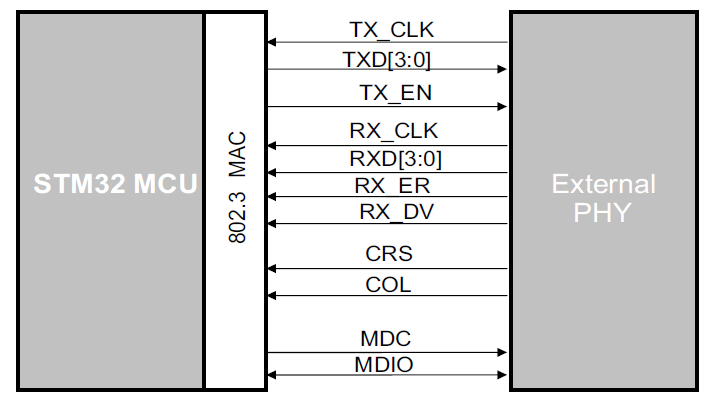 STM32 MCU
802.3 MAC
TX_CLK
TXD[3:0]
TX_EN
RX_CLK
RXD[3:0]
RX_ER
RX_DV
CRS
COL
MDC
MDIO
External
PHY